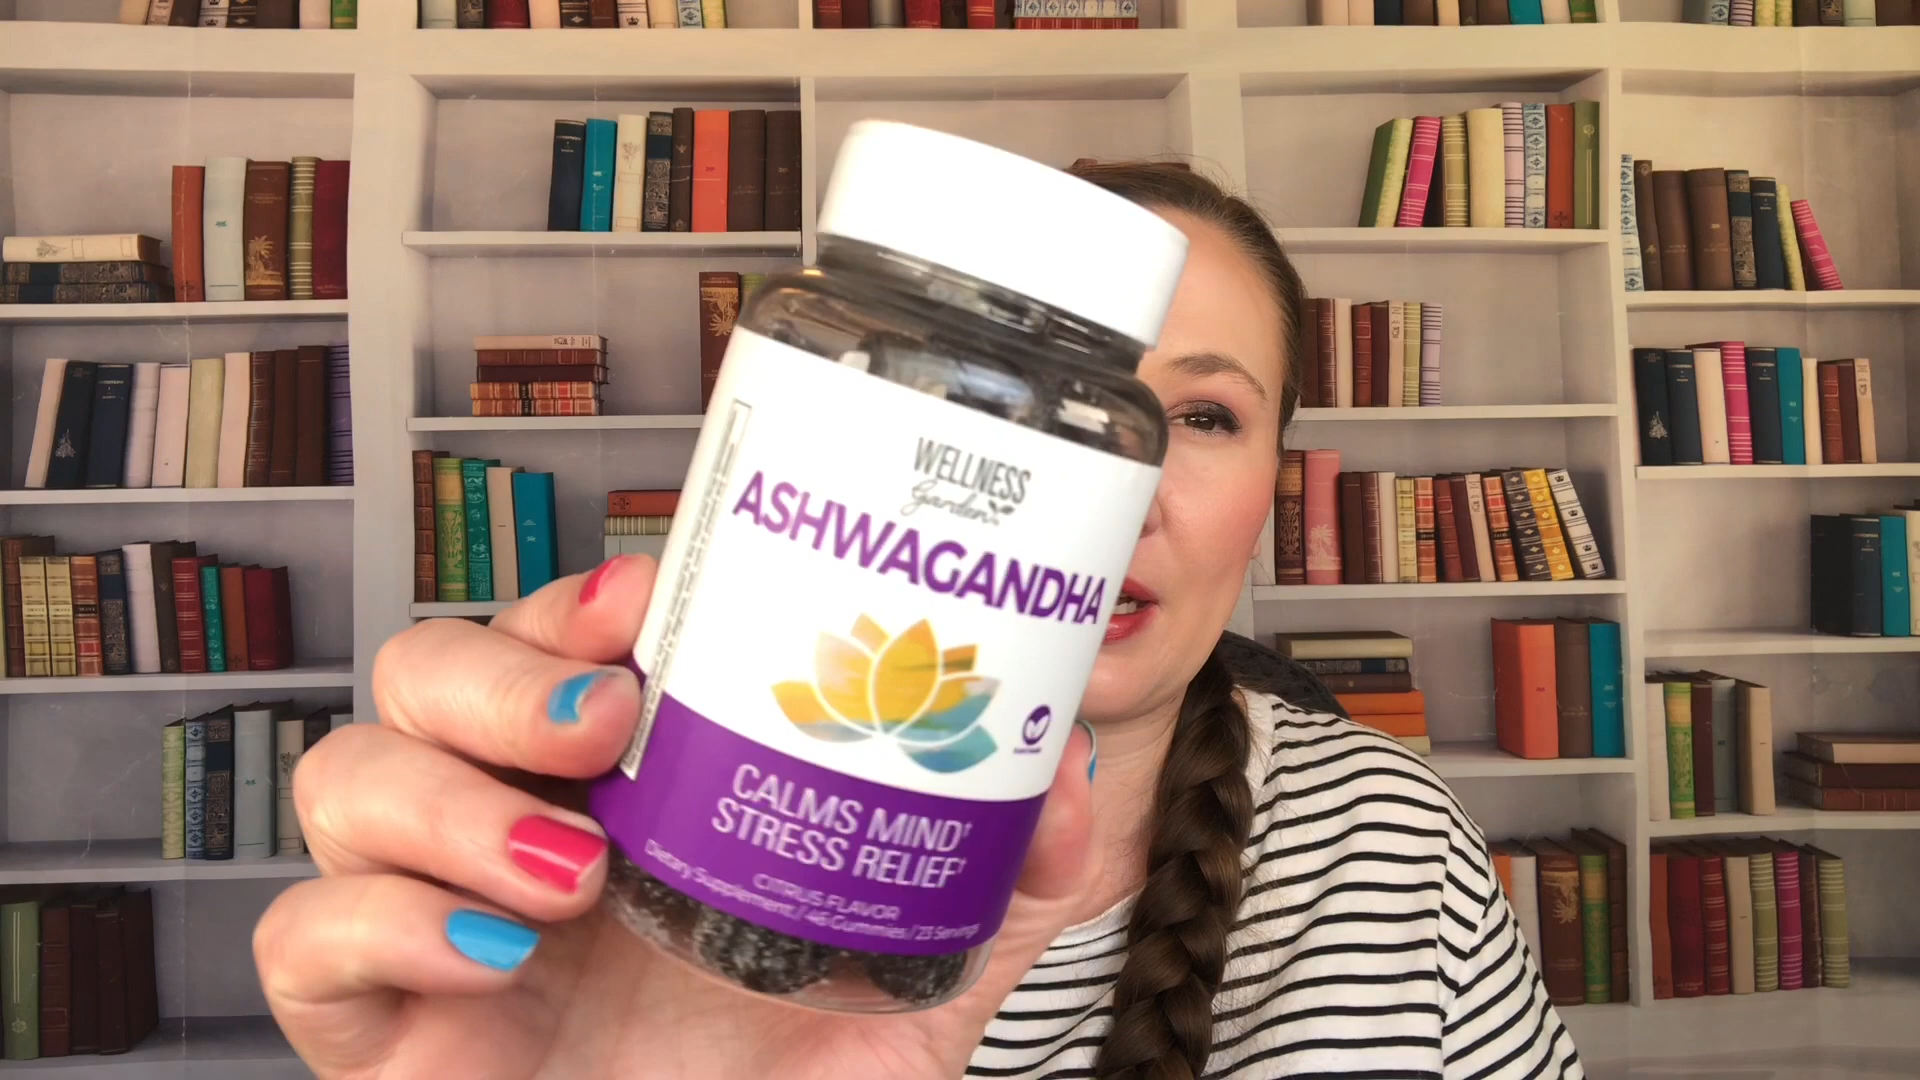 WELLNESS
Garden
ASHWAGANDHA
CALMS MIND†
STRESS RELIEF†
CITRUS FLAVOR
Dietary Supplement / 46 Gummies / 23 Servings